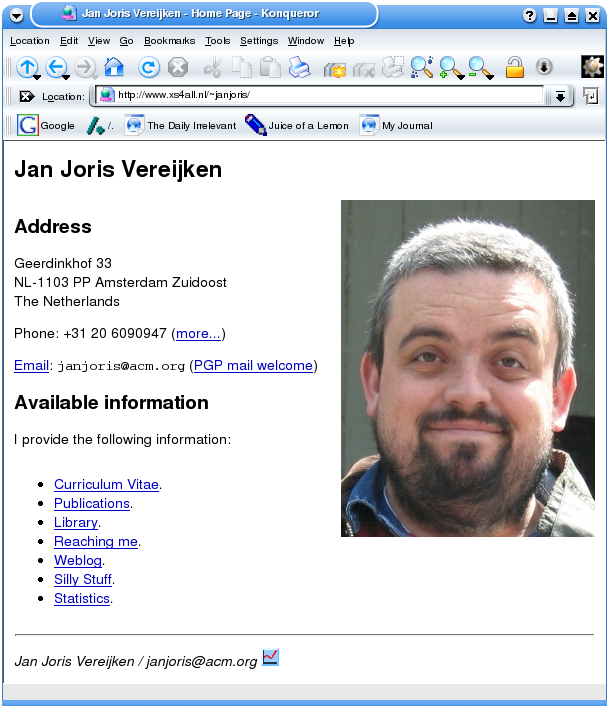 Jan Joris Vereijken - Home Page - Konqueror
Location Edit View Go Bookmarks Tools Settings Window Help
Location: http://www.xs4all.nl/~janjoris/
Google /. The Daily Irrelevant Juice of a Lemon My Journal
Jan Joris Vereijken
Address
Geerdinkhof 33
NL-1103 PP Amsterdam Zuidoost
The Netherlands
Phone: +31 20 6090947 (more...)
Email: janjoris@acm.org (PGP mail welcome)
Available information
I provide the following information:
Curriculum Vitae.
Publications.
Library.
Reaching me.
Weblog.
Silly Stuff.
Statistics.
Jan Joris Vereijken / janjoris@acm.org